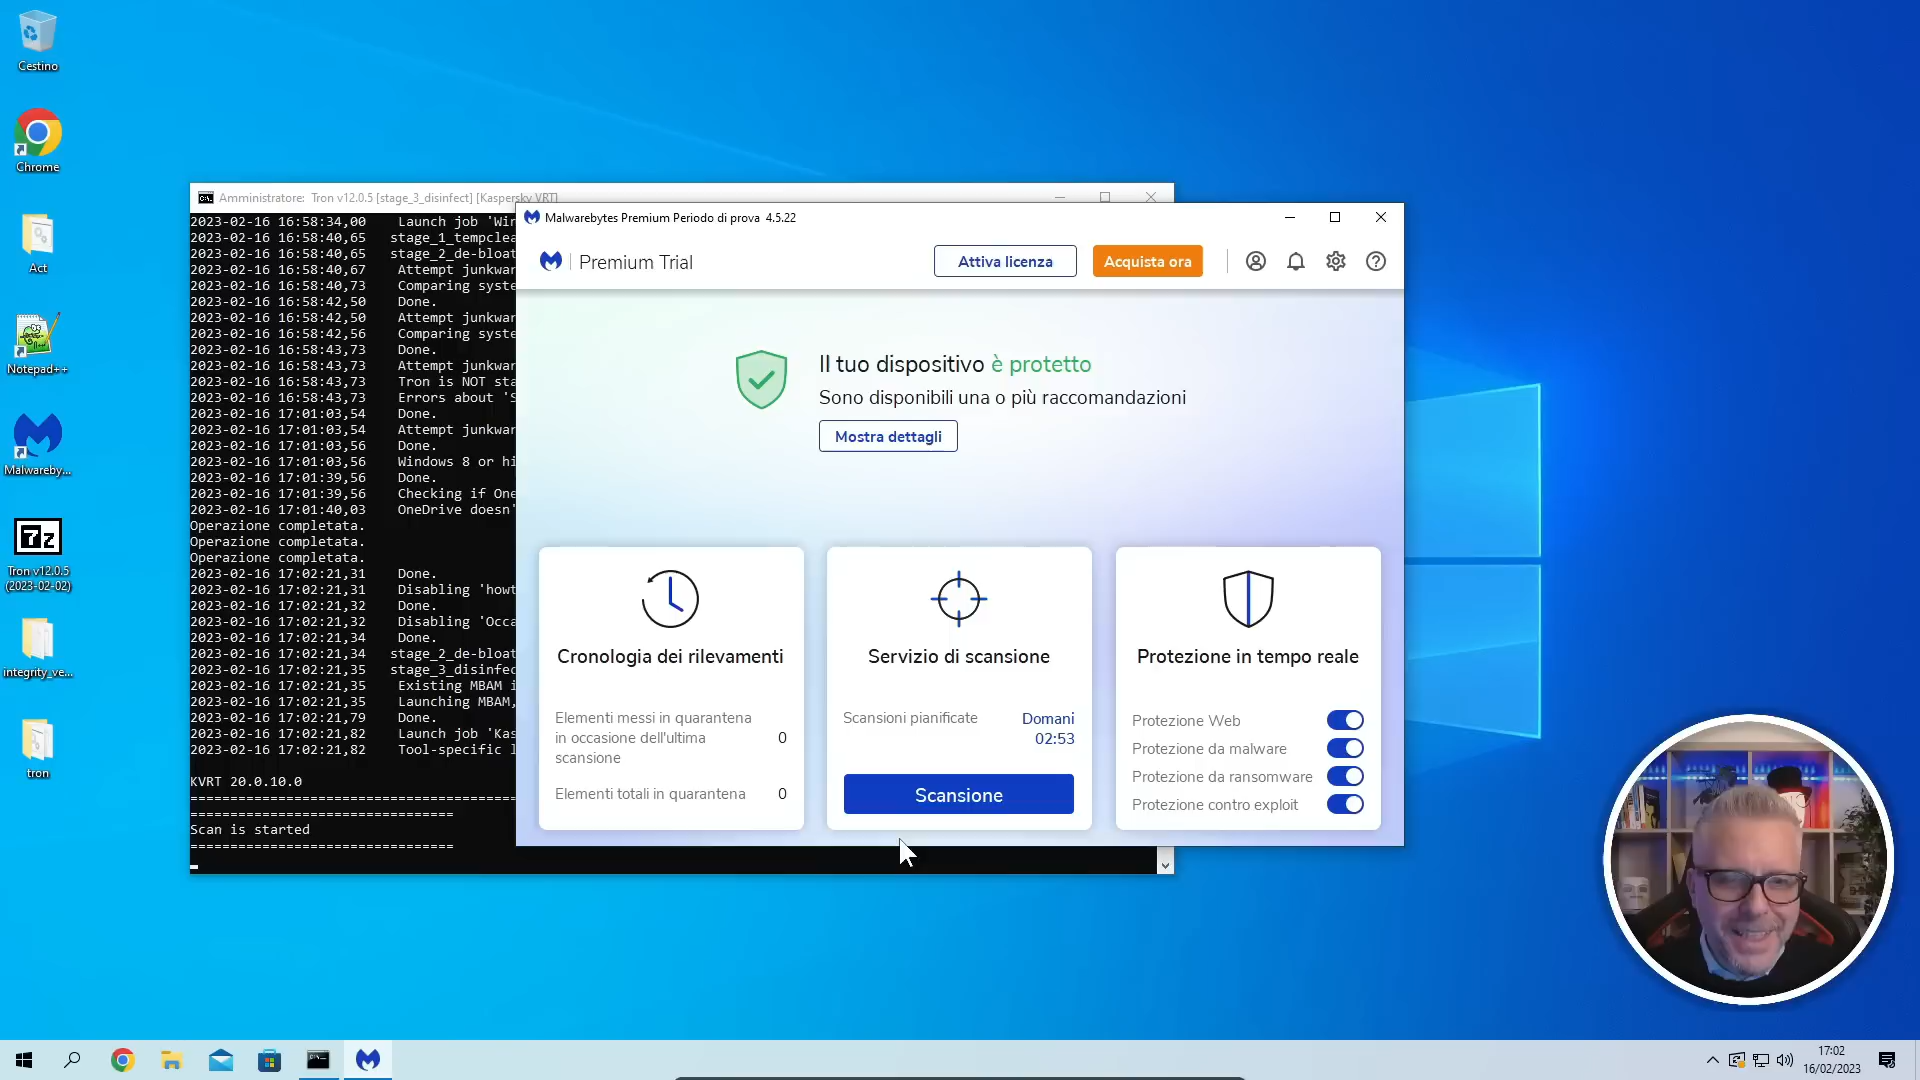 Cestino
Chrome
Act
Notepad++
Malwareby...
Tron v12.0.5
(2023-02-02)
integrity_ve...
tron
Amministratore: Tron v12.0.5 [stage_3_disinfect] [Kaspersky VRT]
2023-02-16 16:58:34,00 Launch job 'Wir
2023-02-16 16:58:40,65 stage_1_tempclea
2023-02-16 16:58:40,65 stage_2_de-bloat
2023-02-16 16:58:40,67 Attempt junkwar
2023-02-16 16:58:40,73 Comparing syste
2023-02-16 16:58:42,50 Done.
2023-02-16 16:58:42,50 Attempt junkwar
2023-02-16 16:58:42,56 Comparing syste
2023-02-16 16:58:43,73 Done.
2023-02-16 16:58:43,73 Attempt junkwar
2023-02-16 16:58:43,73 Tron is NOT sta
2023-02-16 16:58:43,73 Errors about 'S
2023-02-16 17:01:03,54 Done.
2023-02-16 17:01:03,54 Attempt junkwar
2023-02-16 17:01:03,56 Done.
2023-02-16 17:01:03,56 Windows 8 or hi
2023-02-16 17:01:39,56 Done.
2023-02-16 17:01:39,56 Checking if One
2023-02-16 17:01:40,03 OneDrive doesn'
Operazione completata.
Operazione completata.
Operazione completata.
2023-02-16 17:02:21,31 Done.
2023-02-16 17:02:21,31 Disabling 'howt
2023-02-16 17:02:21,32 Done.
2023-02-16 17:02:21,32 Disabling 'Occa
2023-02-16 17:02:21,34 Done.
2023-02-16 17:02:21,34 stage_2_de-bloat
2023-02-16 17:02:21,35 stage_3_disinfec
2023-02-16 17:02:21,35 Existing MBAM i
2023-02-16 17:02:21,35 Launching MBAM,
2023-02-16 17:02:21,79 Done.
2023-02-16 17:02:21,82 Launch job 'Kas
2023-02-16 17:02:21,82 Tool-specific l
KVRT 20.0.10.0
=========================================
=================================
Scan is started
=================================
Malwarebytes Premium Periodo di prova 4.5.22
Premium Trial
Attiva licenza
Acquista ora
Il tuo dispositivo è protetto
Sono disponibili una o più raccomandazioni
Mostra dettagli
Cronologia dei rilevamenti
Elementi messi in quarantena
in occasione dell'ultima
scansione
0
Elementi totali in quarantena 0
Servizio di scansione
Scansioni pianificate Domani
02:53
Scansione
Protezione in tempo reale
Protezione Web
Protezione da malware
Protezione da ransomware
Protezione contro exploit
17:02
16/02/2023